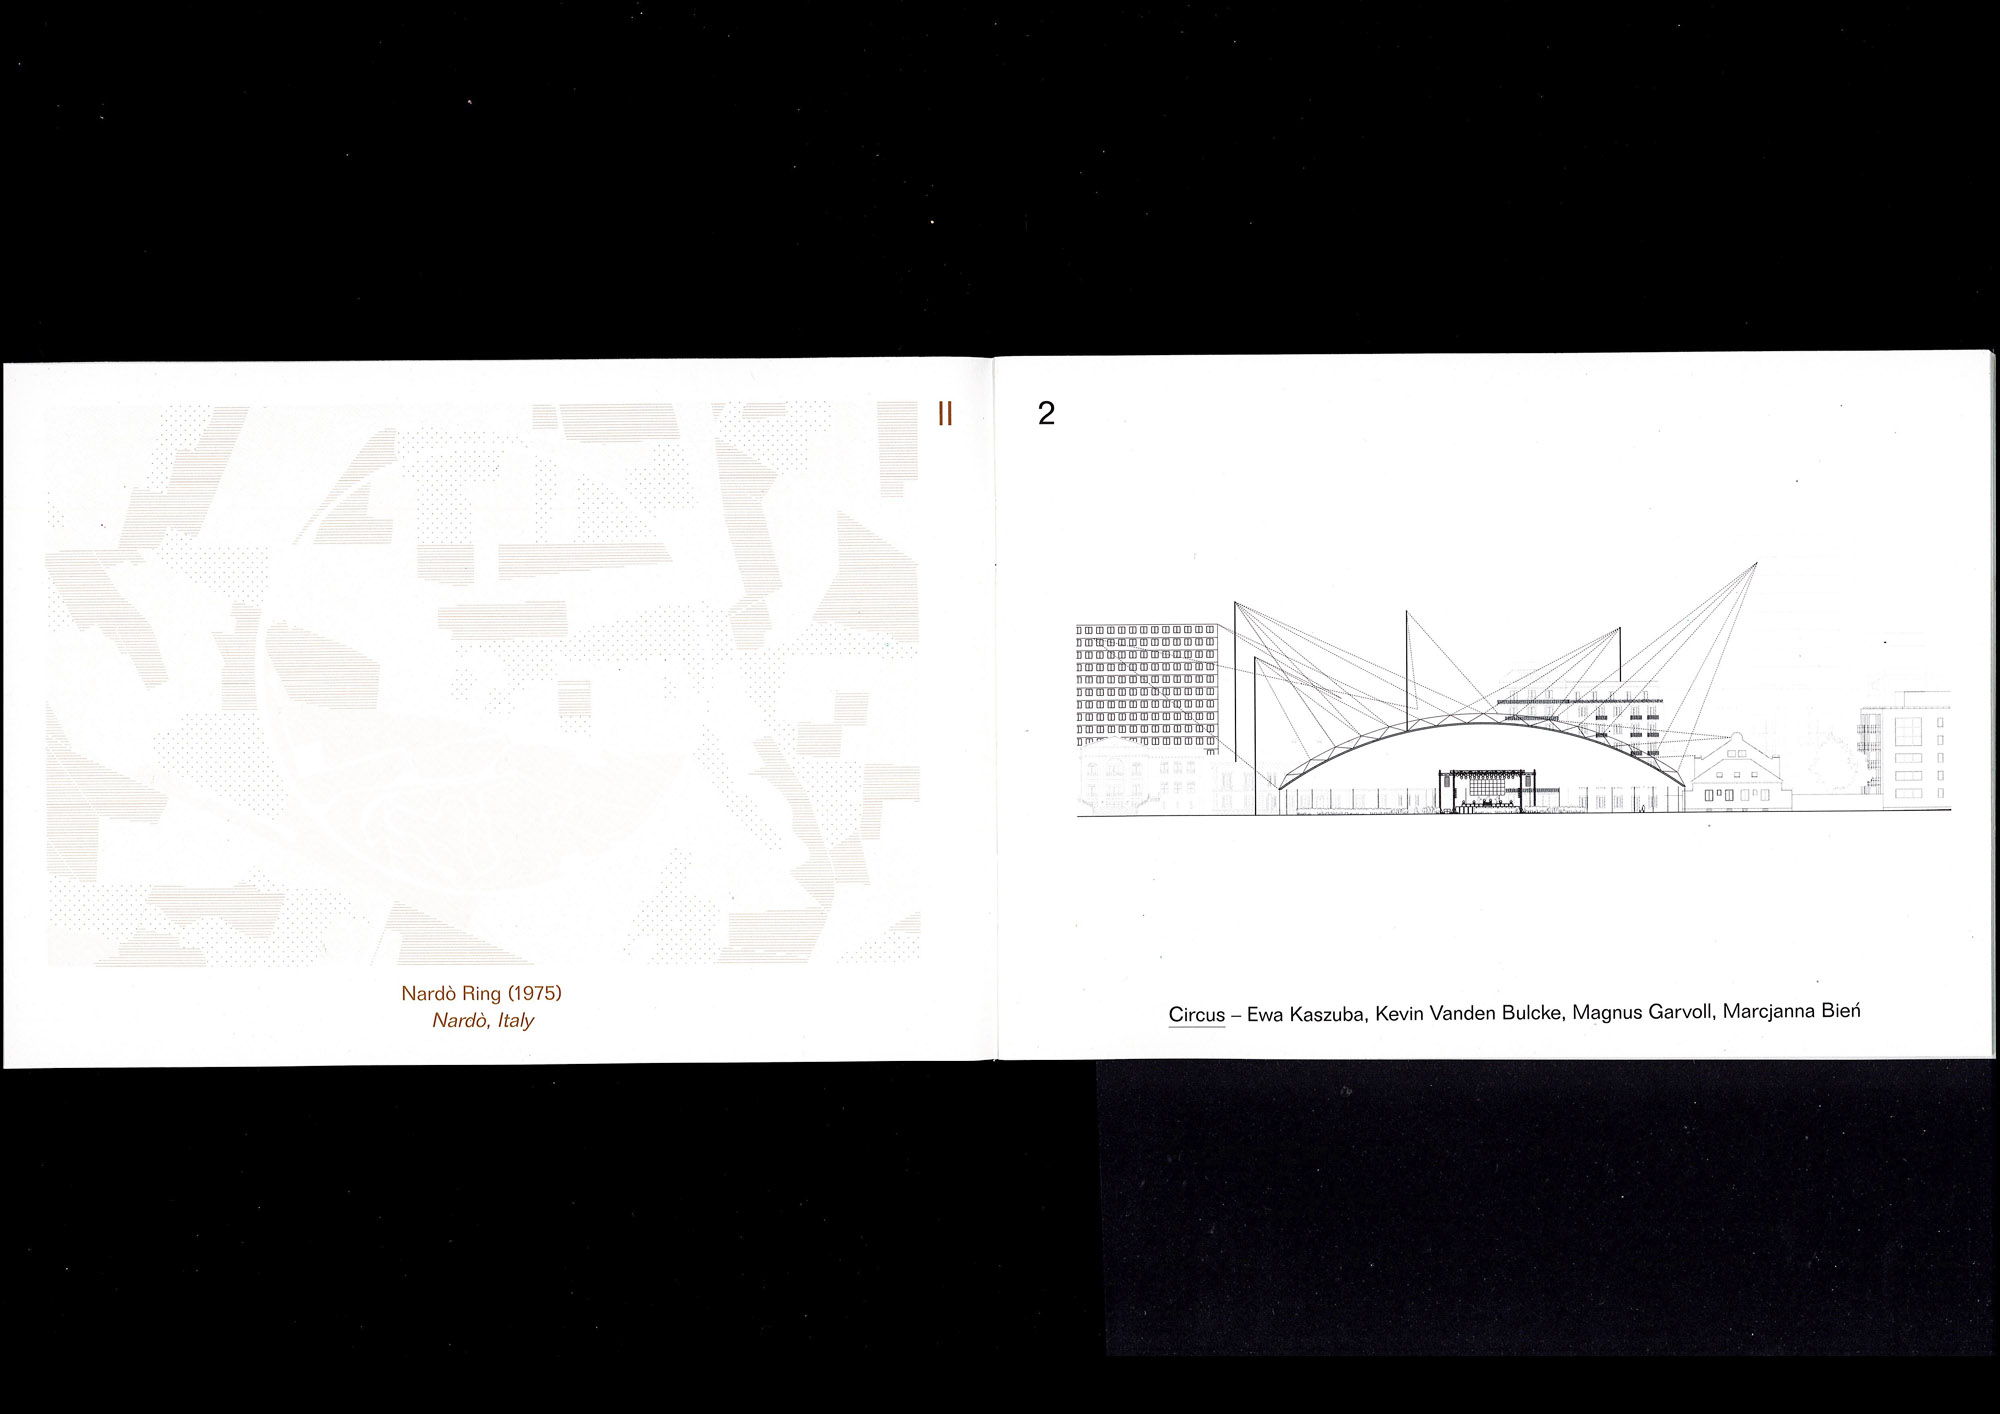 II
Nardò Ring (1975)
Nardò, Italy
2
Circus – Ewa Kaszuba, Kevin Vanden Bulcke, Magnus Garvoll, Marcjanna Bień